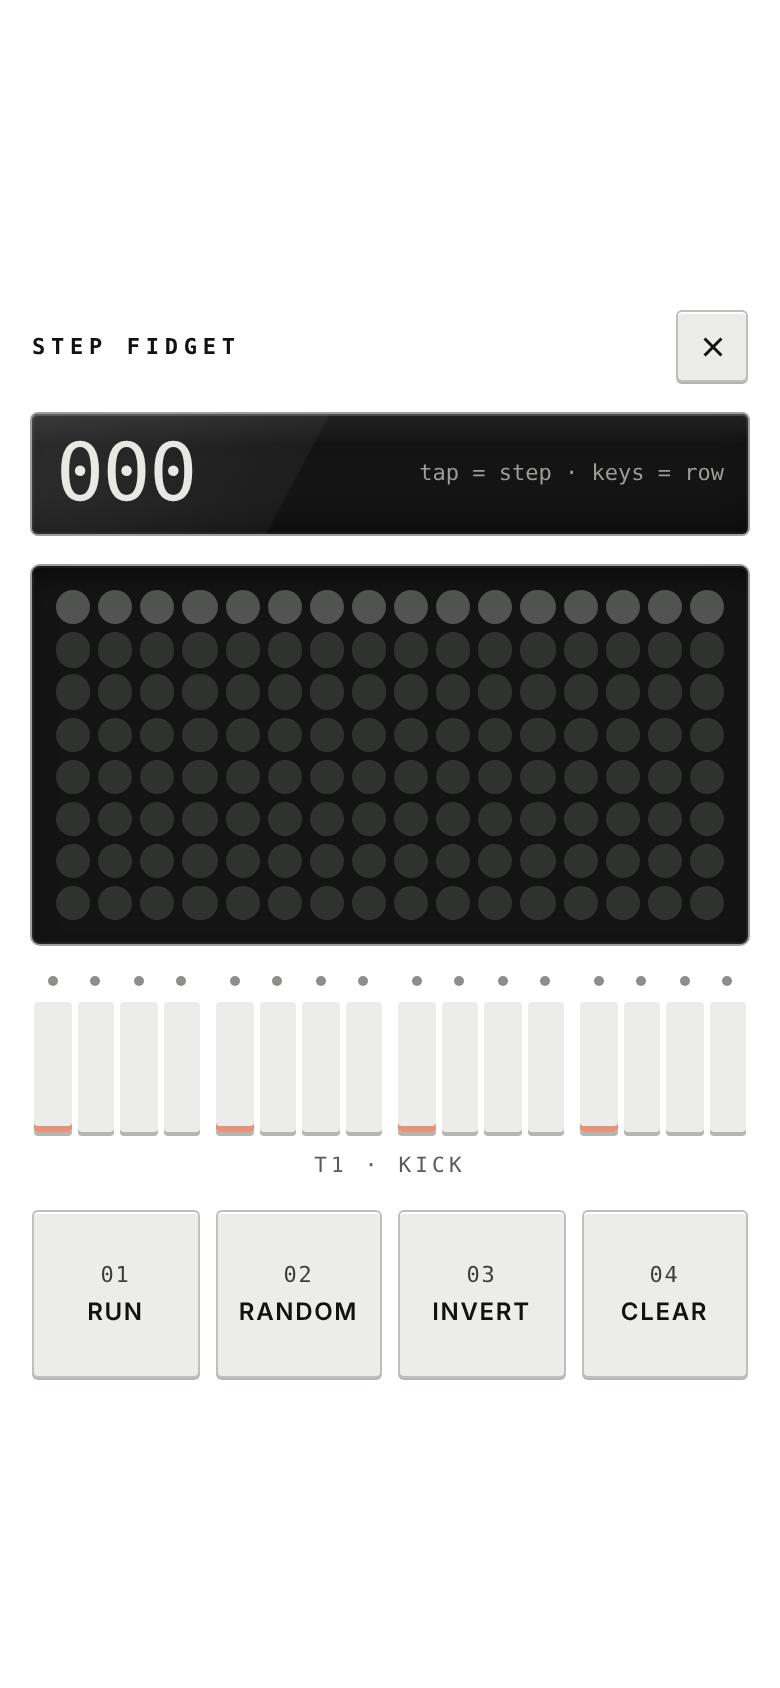 STEP FIDGET
×
000
tap = step · keys = row
T1 · KICK
01
RUN
02
RANDOM
03
INVERT
04
CLEAR